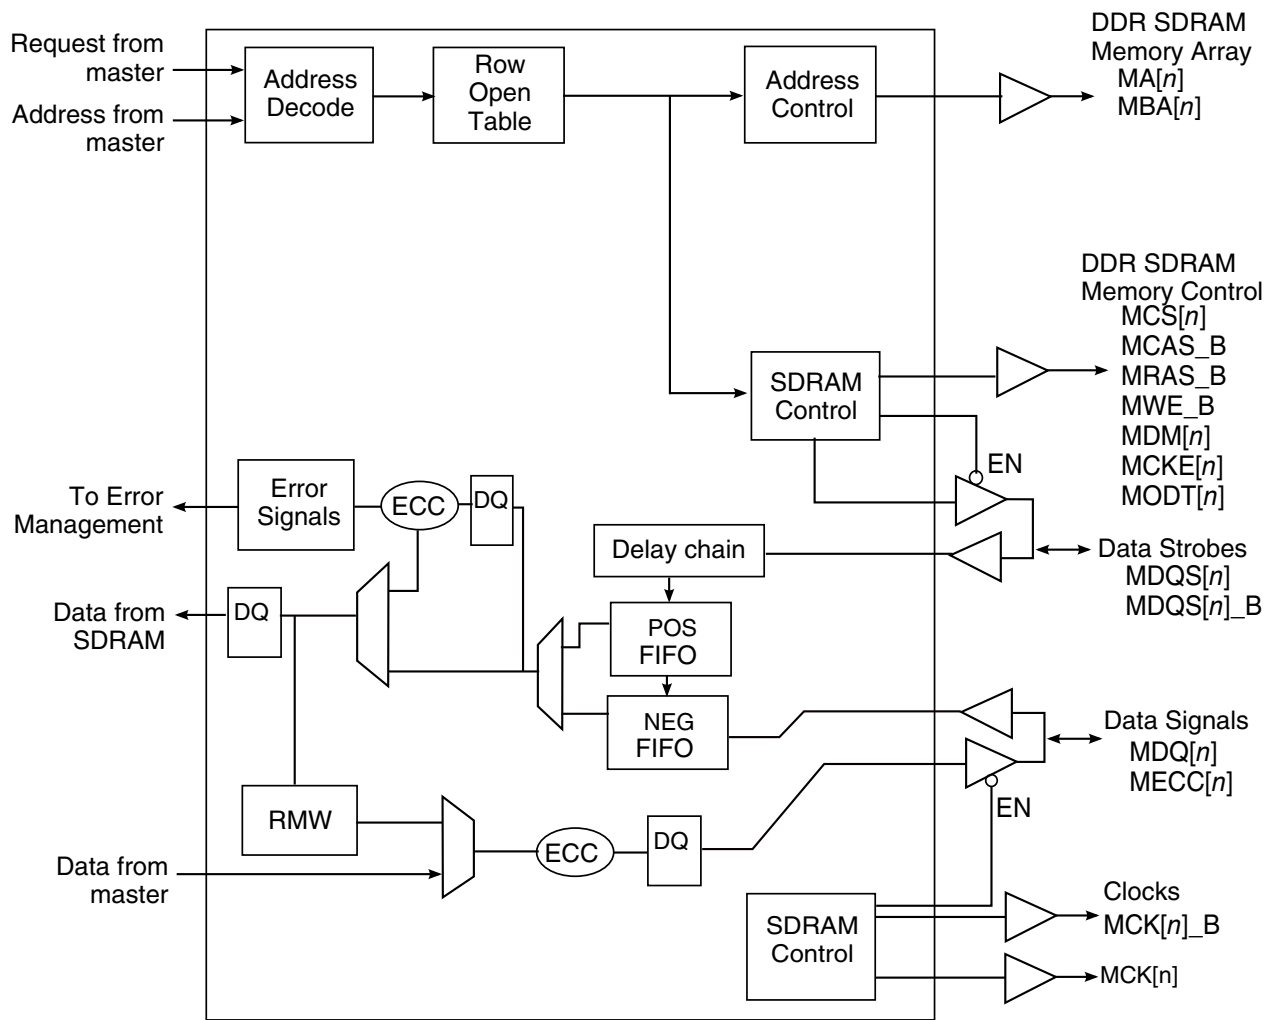 Request from
master
Address from
master
Address
Decode
Row
Open
Table
Address
Control
DDR SDRAM
Memory Array
MA[n]
MBA[n]
DDR SDRAM
Memory Control
MCS[n]
MCAS_B
MRAS_B
MWE_B
MDM[n]
MCKE[n]
MODT[n]
SDRAM
Control
EN
To Error
Management
Error
Signals
ECC
DQ
Delay chain
Data Strobes
MDQS[n]
MDQS[n]_B
Data from
SDRAM
DQ
POS
FIFO
NEG
FIFO
Data Signals
MDQ[n]
MECC[n]
EN
RMW
ECC
DQ
Data from
master
SDRAM
Control
Clocks
MCK[n]_B
MCK[n]